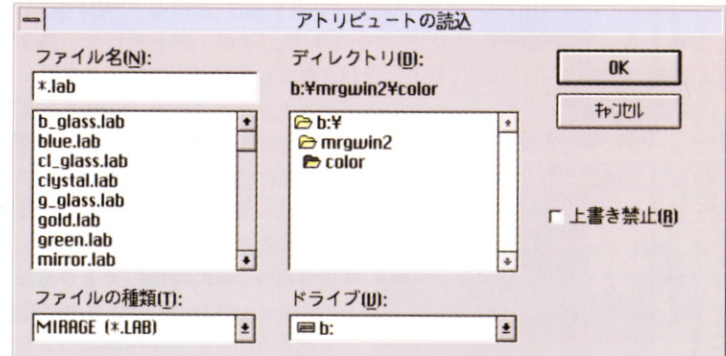 アトリビュートの読込
ファイル名(N):
*.lab
b_glass.lab
blue.lab
cl_glass.lab
clystal.lab
g_glass.lab
gold.lab
green.lab
mirror.lab
ファイルの種類(T):
MIRAGE (*.LAB)
ディレクトリ(D):
b:¥mrgwin2¥color
b:¥
mrgwin2
color
ドライブ(U):
b:
OK
ｷｬﾝｾﾙ
上書き禁止(R)